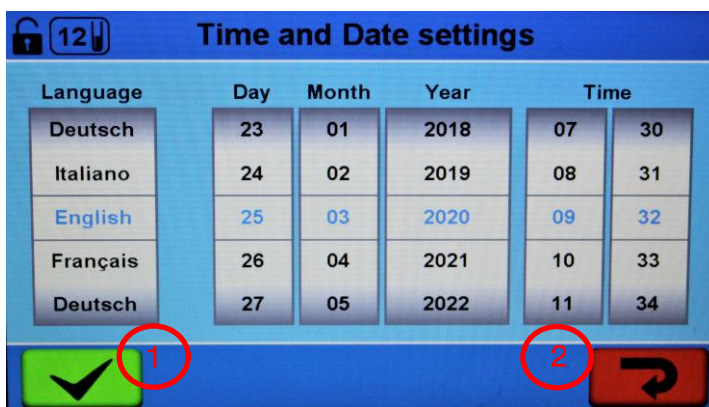 12 Time and Date settings
Language Day Month Year Time
Deutsch 23 01 2018 07 30
Italiano 24 02 2019 08 31
English 25 03 2020 09 32
Français 26 04 2021 10 33
Deutsch 27 05 2022 11 34
1 2